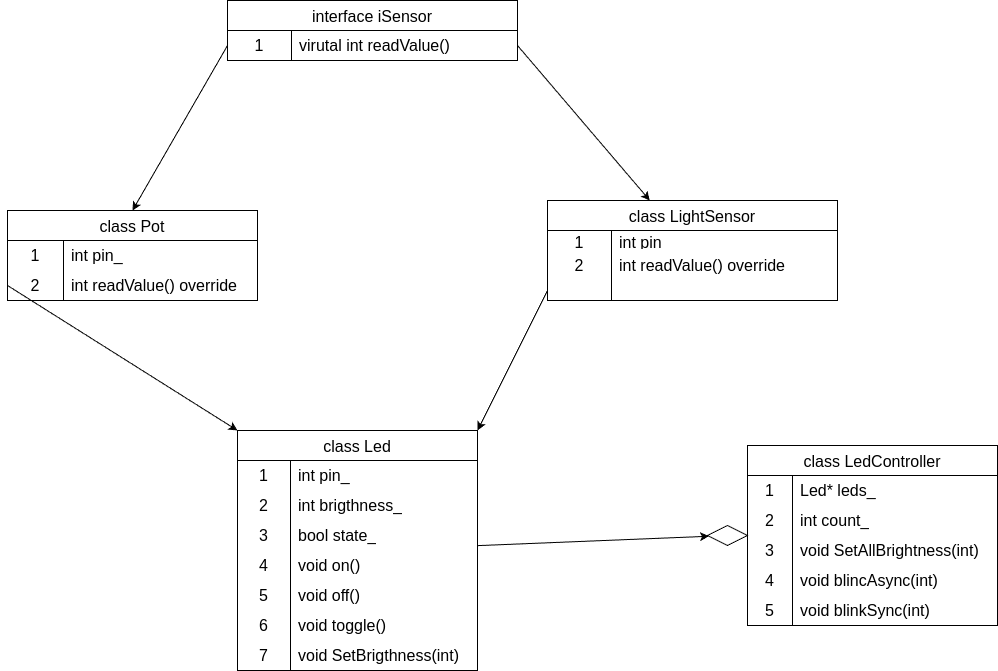 interface iSensor
1 virutal int readValue()
class Pot
1 int pin_
2 int readValue() override
class LightSensor
1 int pin
2 int readValue() override
class Led
1 int pin_
2 int brigthness_
3 bool state_
4 void on()
5 void off()
6 void toggle()
7 void SetBrigthness(int)
class LedController
1 Led* leds_
2 int count_
3 void SetAllBrightness(int)
4 void blincAsync(int)
5 void blinkSync(int)